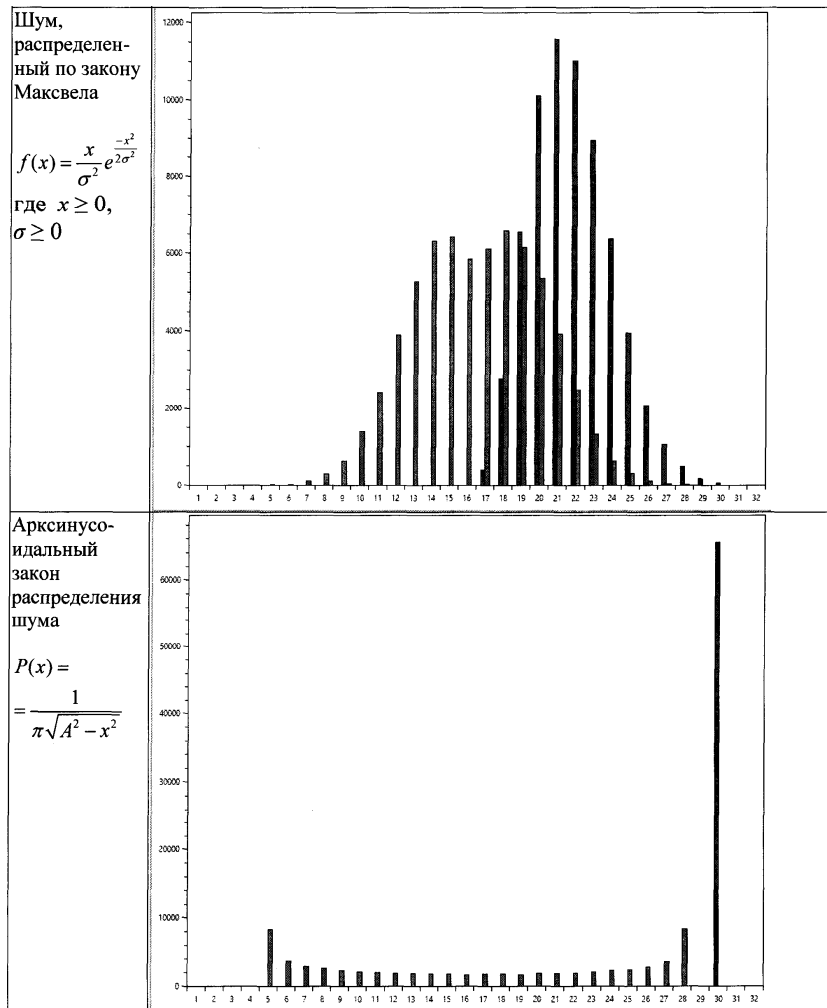 Шум,
распределен-
ный по закону
Максвела
f(x) = x/σ² e^(-x²/2σ²)
где x ≥ 0,
σ ≥ 0
12000
10000
8000
6000
4000
2000
0
1 2 3 4 5 6 7 8 9 10 11 12 13 14 15 16 17 18 19 20 21 22 23 24 25 26 27 28 29 30 31 32
Арксинусо-
идальный
закон
распределения
шума
P(x) =
= 1/(π√(A² − x²))
60000
50000
40000
30000
20000
10000
0
1 2 3 4 5 6 7 8 9 10 11 12 13 14 15 16 17 18 19 20 21 22 23 24 25 26 27 28 29 30 31 32